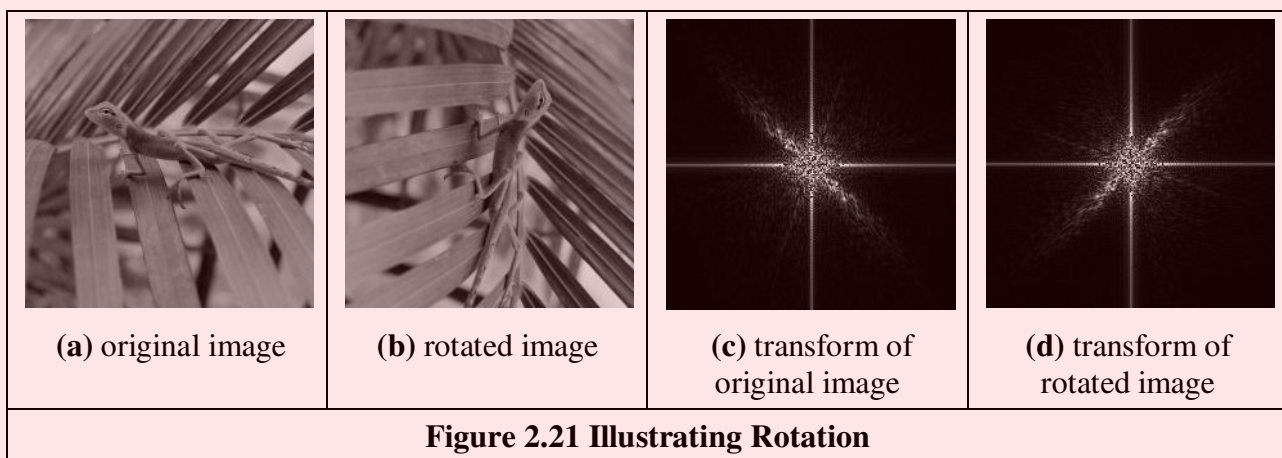 (a) original image
(b) rotated image
(c) transform of
original image
(d) transform of
rotated image
Figure 2.21 Illustrating Rotation